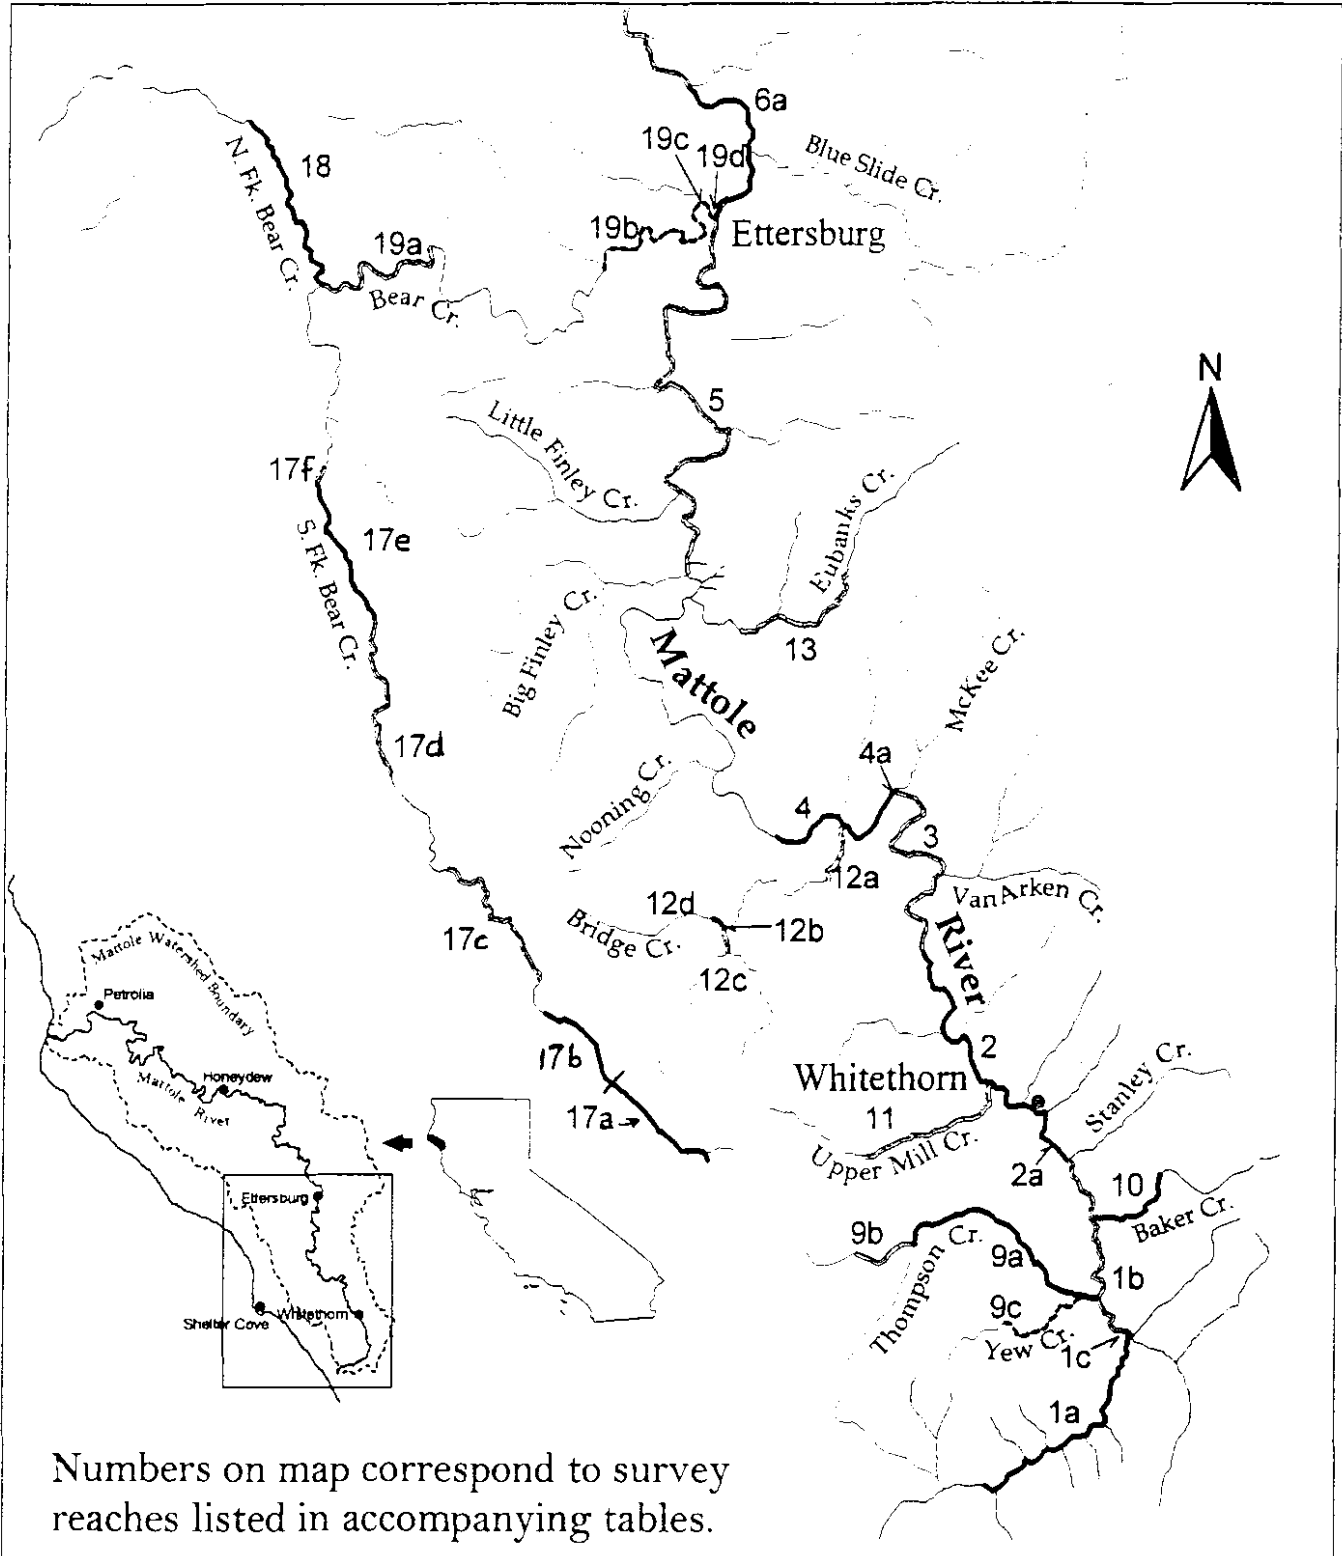 6a
19c
19d
Blue Slide Cr.
18
N. Fk. Bear Cr.
19a
19b
Ettersburg
Bear Cr.
N
5
Little Finley Cr.
17f
Eubanks Cr.
17e
S. Fk. Bear Cr.
Big Finley Cr.
13
Mattole
McKee Cr.
17d
4a
Nooning Cr.
4
3
12a
VanArken Cr.
12d
Bridge Cr.
12b
17c
12c
River
Mattole Watershed Boundary
Petrolia
2
17b
Whitethorn
Stanley Cr.
Honeydew
Mattole River
17a
11
Upper Mill Cr.
2a
10
Baker Cr.
Ettersburg
9b
Thompson Cr.
9a
1b
9c
Whitethorn
Shelter Cove
Yew Cr.
1c
1a
Numbers on map correspond to survey
reaches listed in accompanying tables.